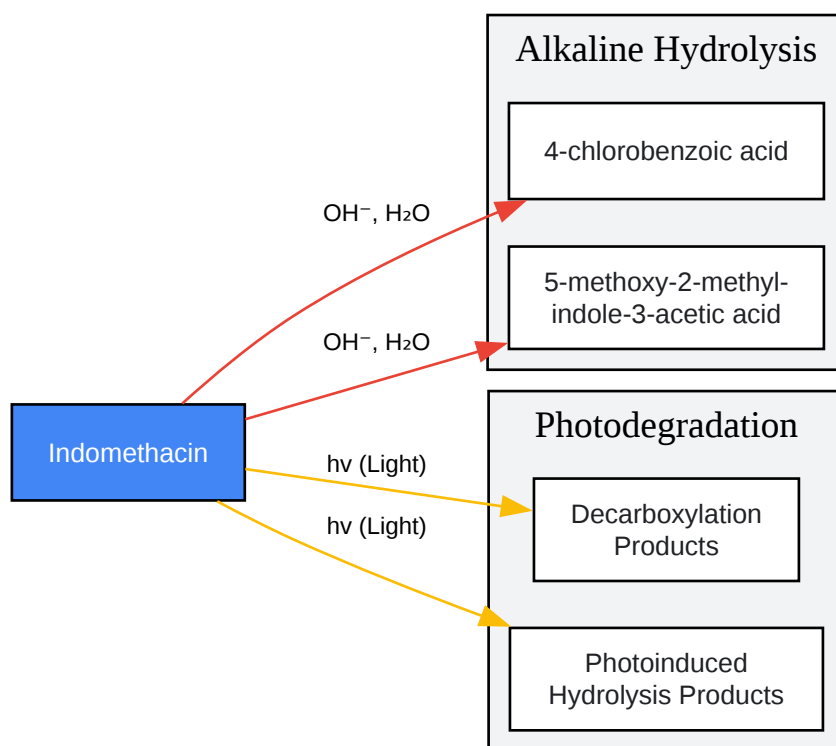 Alkaline Hydrolysis
4-chlorobenzoic acid
OH⁻, H₂O
5-methoxy-2-methyl-
indole-3-acetic acid
OH⁻, H₂O
Indomethacin
Photodegradation
hv (Light)
Decarboxylation
Products
hv (Light)
Photoinduced
Hydrolysis Products